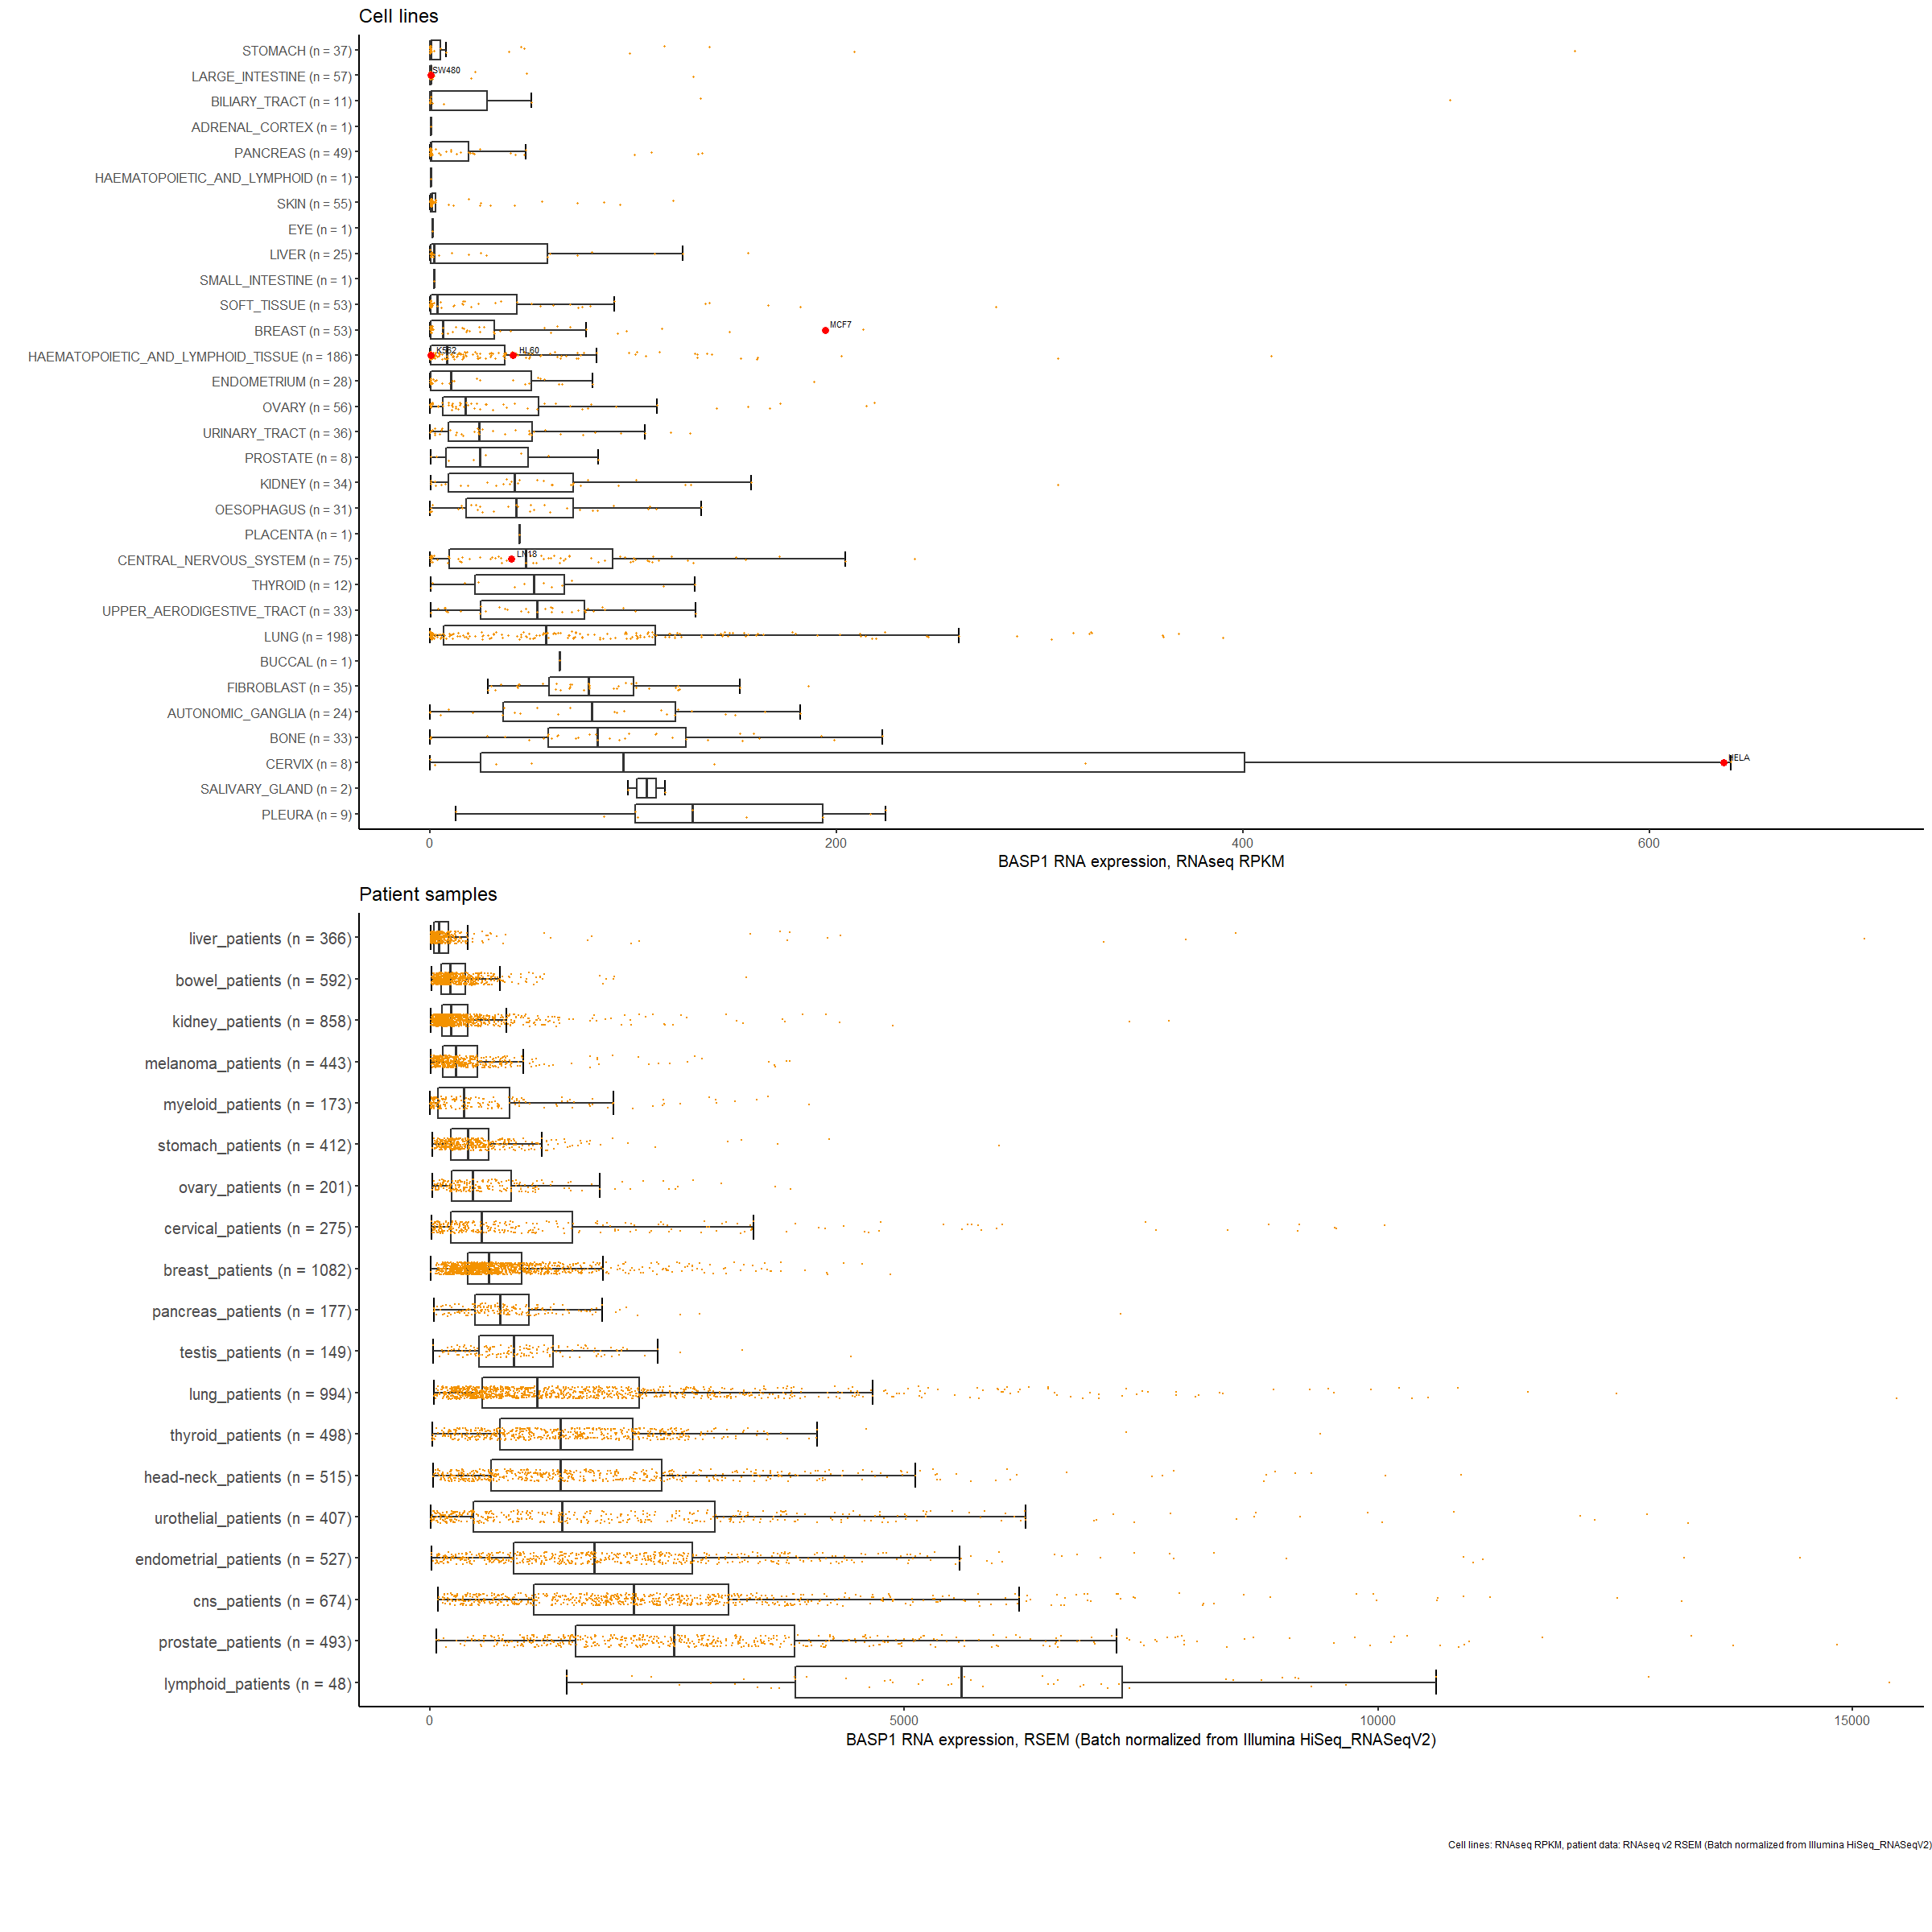 Cell lines
STOMACH (n = 37)
SW480
LARGE_INTESTINE (n = 57)
BILIARY_TRACT (n = 11)
ADRENAL_CORTEX (n = 1)
PANCREAS (n = 49)
HAEMATOPOIETIC_AND_LYMPHOID (n = 1)
SKIN (n = 55)
EYE (n = 1)
LIVER (n = 25)
SMALL_INTESTINE (n = 1)
SOFT_TISSUE (n = 53)
MCF7
BREAST (n = 53)
K562 HL60
HAEMATOPOIETIC_AND_LYMPHOID_TISSUE (n = 186)
ENDOMETRIUM (n = 28)
OVARY (n = 56)
URINARY_TRACT (n = 36)
PROSTATE (n = 8)
KIDNEY (n = 34)
OESOPHAGUS (n = 31)
PLACENTA (n = 1)
LN18
CENTRAL_NERVOUS_SYSTEM (n = 75)
THYROID (n = 12)
UPPER_AERODIGESTIVE_TRACT (n = 33)
LUNG (n = 198)
BUCCAL (n = 1)
FIBROBLAST (n = 35)
AUTONOMIC_GANGLIA (n = 24)
BONE (n = 33)
HELA
CERVIX (n = 8)
SALIVARY_GLAND (n = 2)
PLEURA (n = 9)
0 200 400 600
BASP1 RNA expression, RNAseq RPKM
Patient samples
liver_patients (n = 366)
bowel_patients (n = 592)
kidney_patients (n = 858)
melanoma_patients (n = 443)
myeloid_patients (n = 173)
stomach_patients (n = 412)
ovary_patients (n = 201)
cervical_patients (n = 275)
breast_patients (n = 1082)
pancreas_patients (n = 177)
testis_patients (n = 149)
lung_patients (n = 994)
thyroid_patients (n = 498)
head-neck_patients (n = 515)
urothelial_patients (n = 407)
endometrial_patients (n = 527)
cns_patients (n = 674)
prostate_patients (n = 493)
lymphoid_patients (n = 48)
0 5000 10000 15000
BASP1 RNA expression, RSEM (Batch normalized from Illumina HiSeq_RNASeqV2)
Cell lines: RNAseq RPKM, patient data: RNAseq v2 RSEM (Batch normalized from Illumina HiSeq_RNASeqV2)